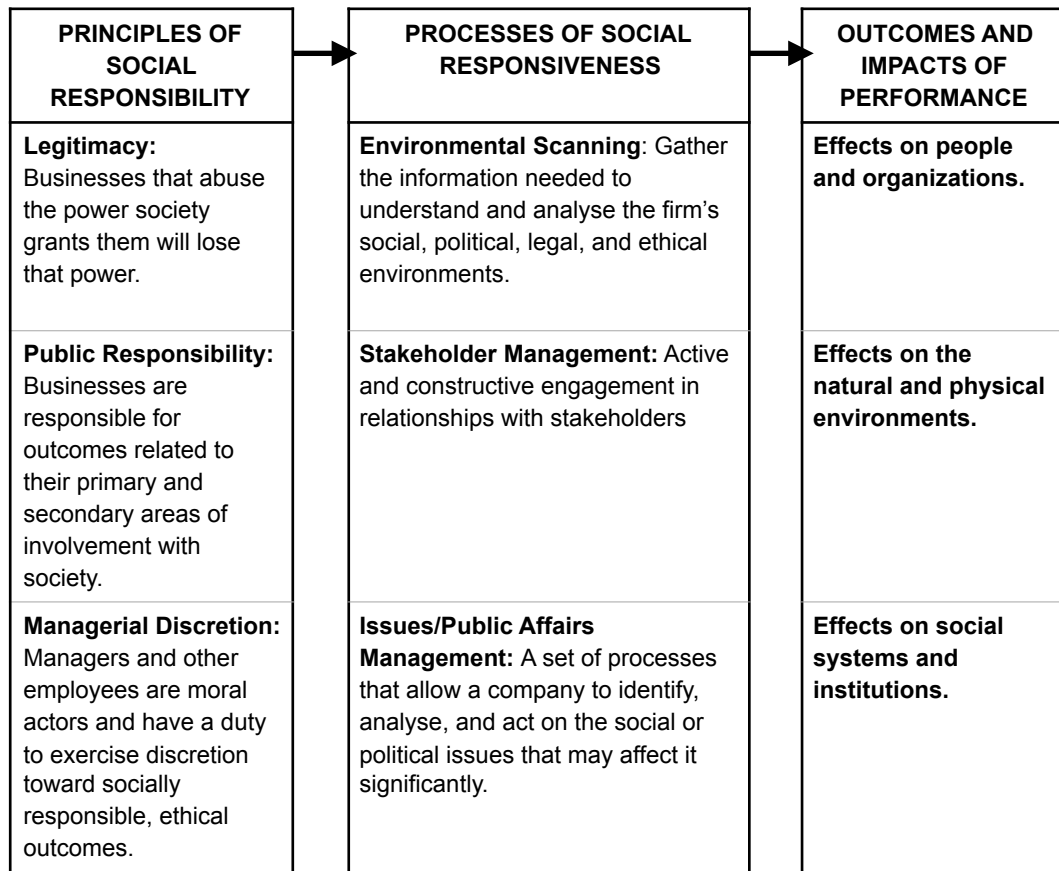 PRINCIPLES OF
SOCIAL
RESPONSIBILITY
PROCESSES OF SOCIAL
RESPONSIVENESS
OUTCOMES AND
IMPACTS OF
PERFORMANCE
Legitimacy:
Businesses that abuse
the power society
grants them will lose
that power.
Environmental Scanning: Gather
the information needed to
understand and analyse the firm’s
social, political, legal, and ethical
environments.
Effects on people
and organizations.
Public Responsibility:
Businesses are
responsible for
outcomes related to
their primary and
secondary areas of
involvement with
society.
Stakeholder Management: Active
and constructive engagement in
relationships with stakeholders
Effects on the
natural and physical
environments.
Managerial Discretion:
Managers and other
employees are moral
actors and have a duty
to exercise discretion
toward socially
responsible, ethical
outcomes.
Issues/Public Affairs
Management: A set of processes
that allow a company to identify,
analyse, and act on the social or
political issues that may affect it
significantly.
Effects on social
systems and
institutions.